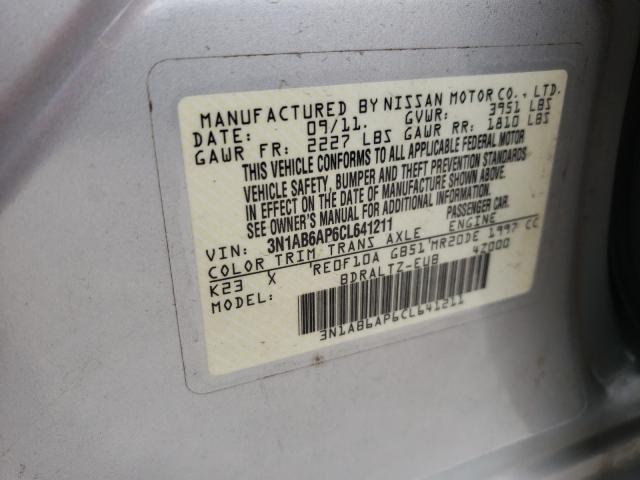 MANUFACTURED BY NISSAN MOTOR CO., LTD.
DATE: 09/11. GVWR: 3951 LBS
GAWR FR: 2227 LBS GAWR RR: 1810 LBS
THIS VEHICLE CONFORMS TO ALL APPLICABLE FEDERAL MOTOR
VEHICLE SAFETY, BUMPER AND THEFT PREVENTION STANDARDS
IN EFFECT ON THE DATE OF MANUFACTURE SHOWN ABOVE.
SEE OWNER'S MANUAL FOR ADDITIONAL INFORMATION.
VIN: 3N1AB6AP6CL641211 PASSENGER CAR.
COLOR TRIM TRANS AXLE ENGINE
K23 X RE0F10A GB51 MR20DE 1997 CC
MODEL: BDRALTZ-EUB 42000
3N1AB6AP6CL641211